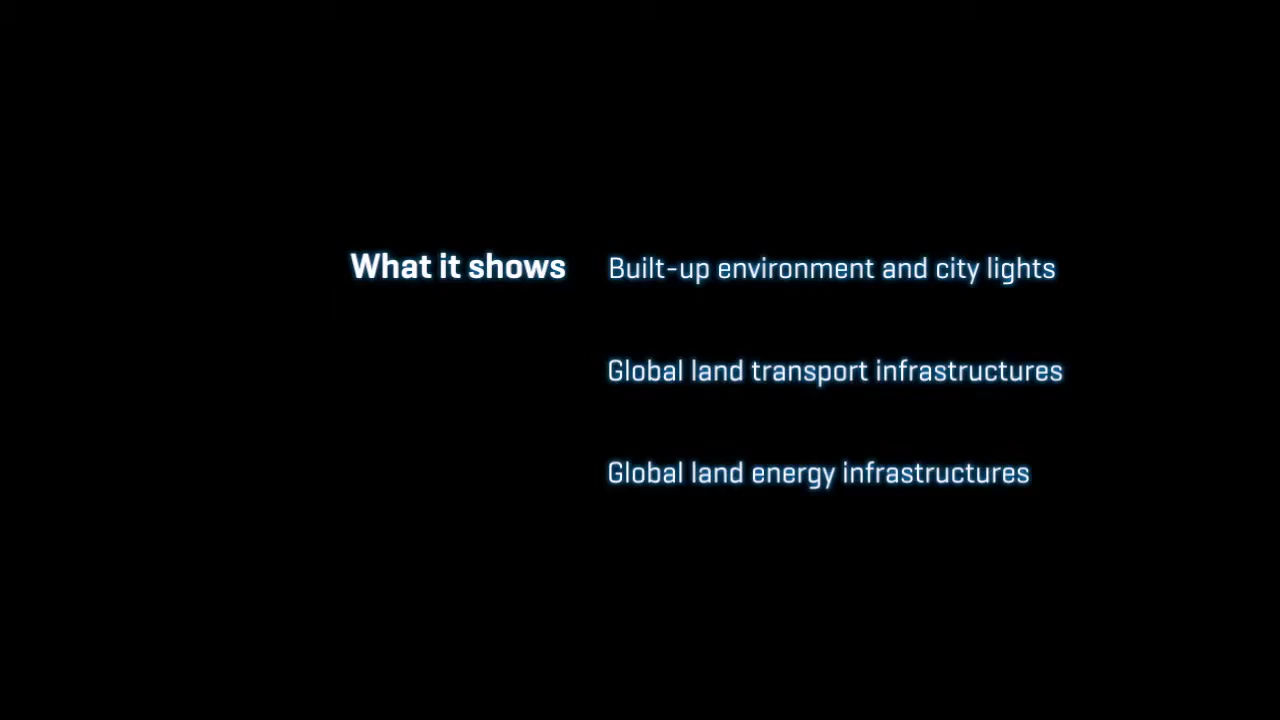 What it shows Built-up environment and city lights
Global land transport infrastructures
Global land energy infrastructures